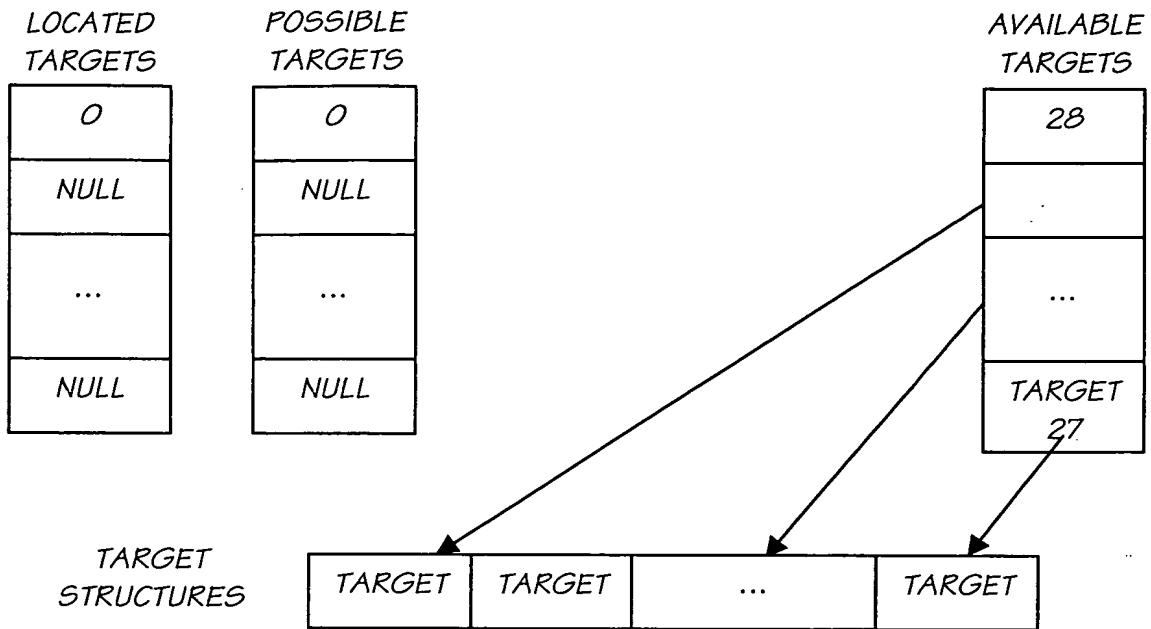 LOCATED
TARGETS
0
NULL
...
NULL
POSSIBLE
TARGETS
0
NULL
...
NULL
AVAILABLE
TARGETS
28
...
TARGET
27
TARGET
STRUCTURES
TARGET
TARGET
...
TARGET